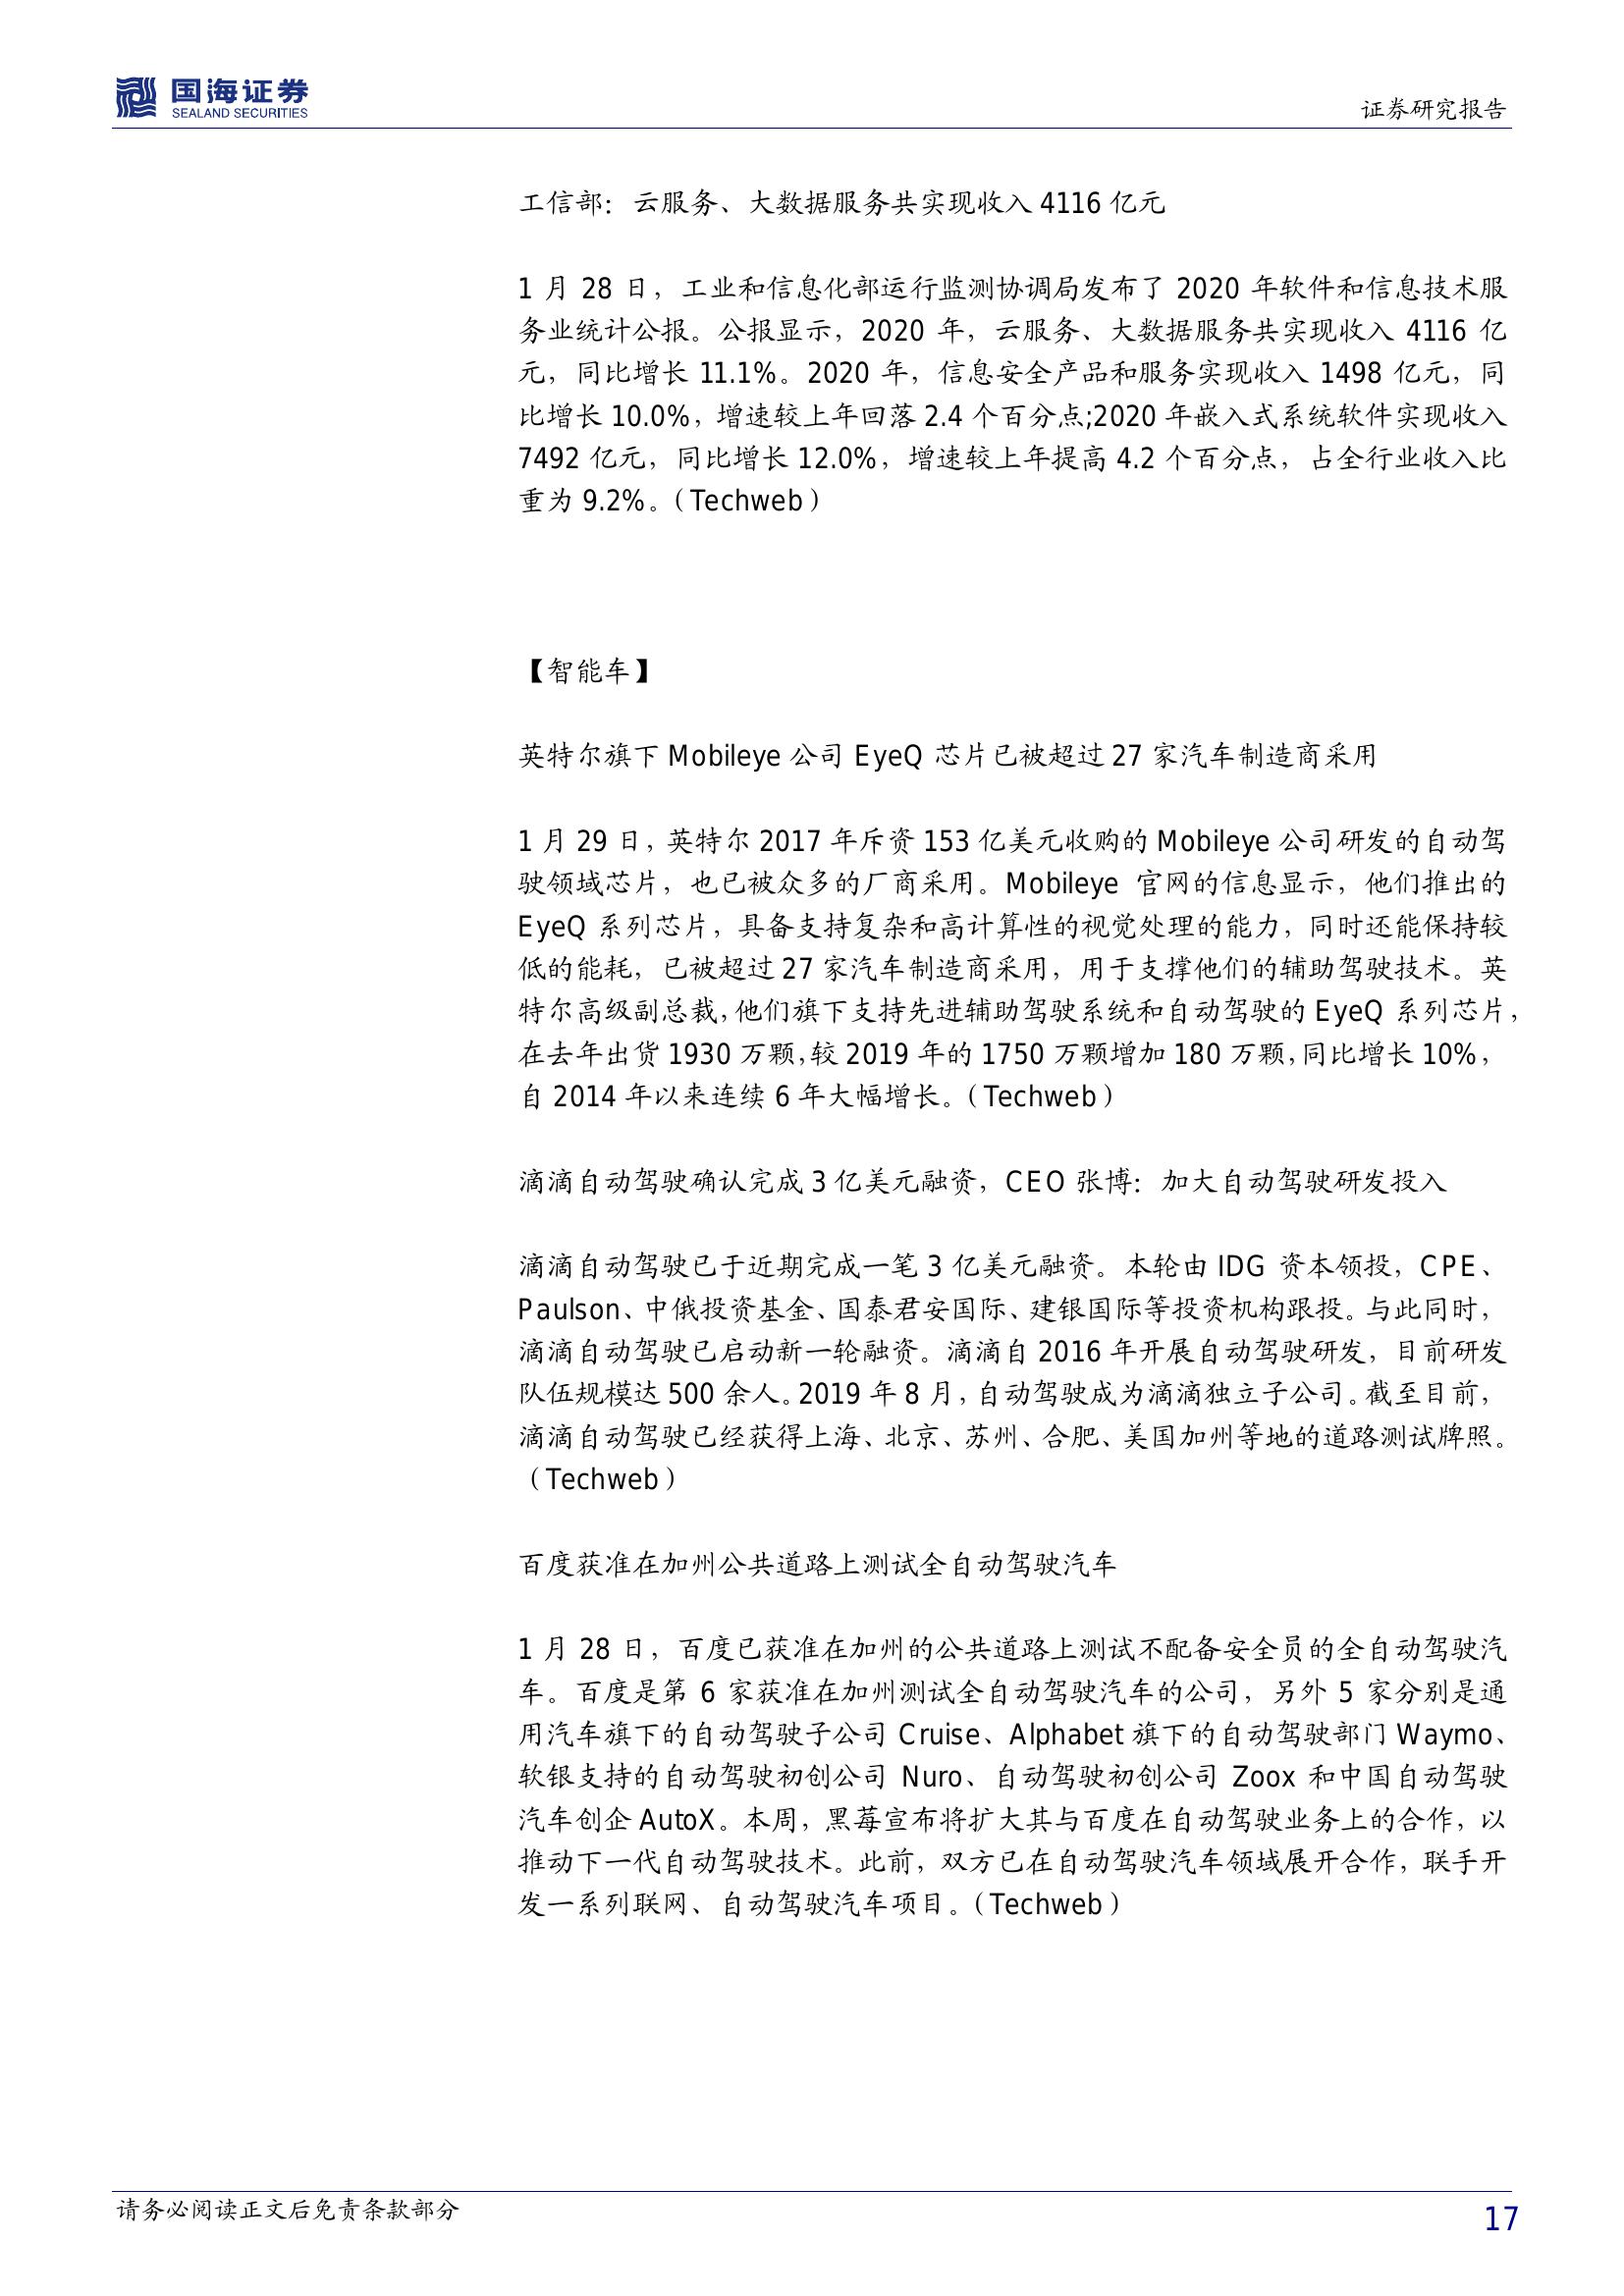 国海证券
SEALAND SECURITIES
证券研究报告
工信部：云服务、大数据服务共实现收入 4116 亿元
1 月 28 日，工业和信息化部运行监测协调局发布了 2020 年软件和信息技术服
务业统计公报。公报显示，2020 年，云服务、大数据服务共实现收入 4116 亿
元，同比增长 11.1%。2020 年，信息安全产品和服务实现收入 1498 亿元，同
比增长 10.0%，增速较上年回落 2.4 个百分点;2020 年嵌入式系统软件实现收入
7492 亿元，同比增长 12.0%，增速较上年提高 4.2 个百分点，占全行业收入比
重为 9.2%。（Techweb）
【智能车】
英特尔旗下 Mobileye 公司 EyeQ 芯片已被超过 27 家汽车制造商采用
1 月 29 日，英特尔 2017 年斥资 153 亿美元收购的 Mobileye 公司研发的自动驾
驶领域芯片，也已被众多的厂商采用。Mobileye 官网的信息显示，他们推出的
EyeQ 系列芯片，具备支持复杂和高计算性的视觉处理的能力，同时还能保持较
低的能耗，已被超过 27 家汽车制造商采用，用于支撑他们的辅助驾驶技术。英
特尔高级副总裁，他们旗下支持先进辅助驾驶系统和自动驾驶的 EyeQ 系列芯片，
在去年出货 1930 万颗，较 2019 年的 1750 万颗增加 180 万颗，同比增长 10%，
自 2014 年以来连续 6 年大幅增长。（Techweb）
滴滴自动驾驶确认完成 3 亿美元融资，CEO 张博：加大自动驾驶研发投入
滴滴自动驾驶已于近期完成一笔 3 亿美元融资。本轮由 IDG 资本领投，CPE、
Paulson、中俄投资基金、国泰君安国际、建银国际等投资机构跟投。与此同时，
滴滴自动驾驶已启动新一轮融资。滴滴自 2016 年开展自动驾驶研发，目前研发
队伍规模达 500 余人。2019 年 8 月，自动驾驶成为滴滴独立子公司。截至目前，
滴滴自动驾驶已经获得上海、北京、苏州、合肥、美国加州等地的道路测试牌照。
（Techweb）
百度获准在加州公共道路上测试全自动驾驶汽车
1 月 28 日，百度已获准在加州的公共道路上测试不配备安全员的全自动驾驶汽
车。百度是第 6 家获准在加州测试全自动驾驶汽车的公司，另外 5 家分别是通
用汽车旗下的自动驾驶子公司 Cruise、Alphabet 旗下的自动驾驶部门 Waymo、
软银支持的自动驾驶初创公司 Nuro、自动驾驶初创公司 Zoox 和中国自动驾驶
汽车创企 AutoX。本周，黑莓宣布将扩大其与百度在自动驾驶业务上的合作，以
推动下一代自动驾驶技术。此前，双方已在自动驾驶汽车领域展开合作，联手开
发一系列联网、自动驾驶汽车项目。（Techweb）
请务必阅读正文后免责条款部分
17